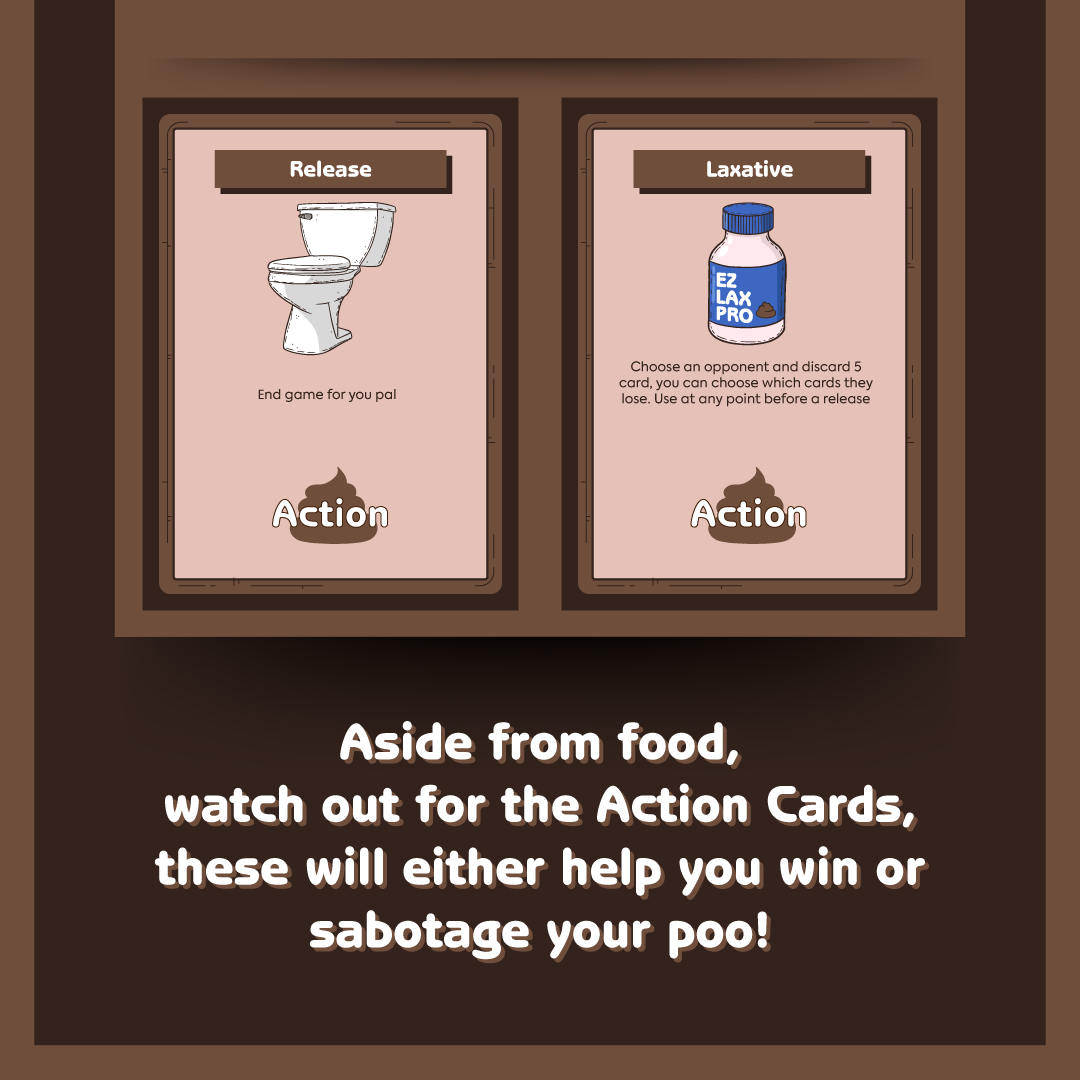 Release
End game for you pal
Action
Laxative
EZ
LAX
PRO
Choose an opponent and discard 5
card, you can choose which cards they
lose. Use at any point before a release
Action
Aside from food,
watch out for the Action Cards,
these will either help you win or
sabotage your poo!